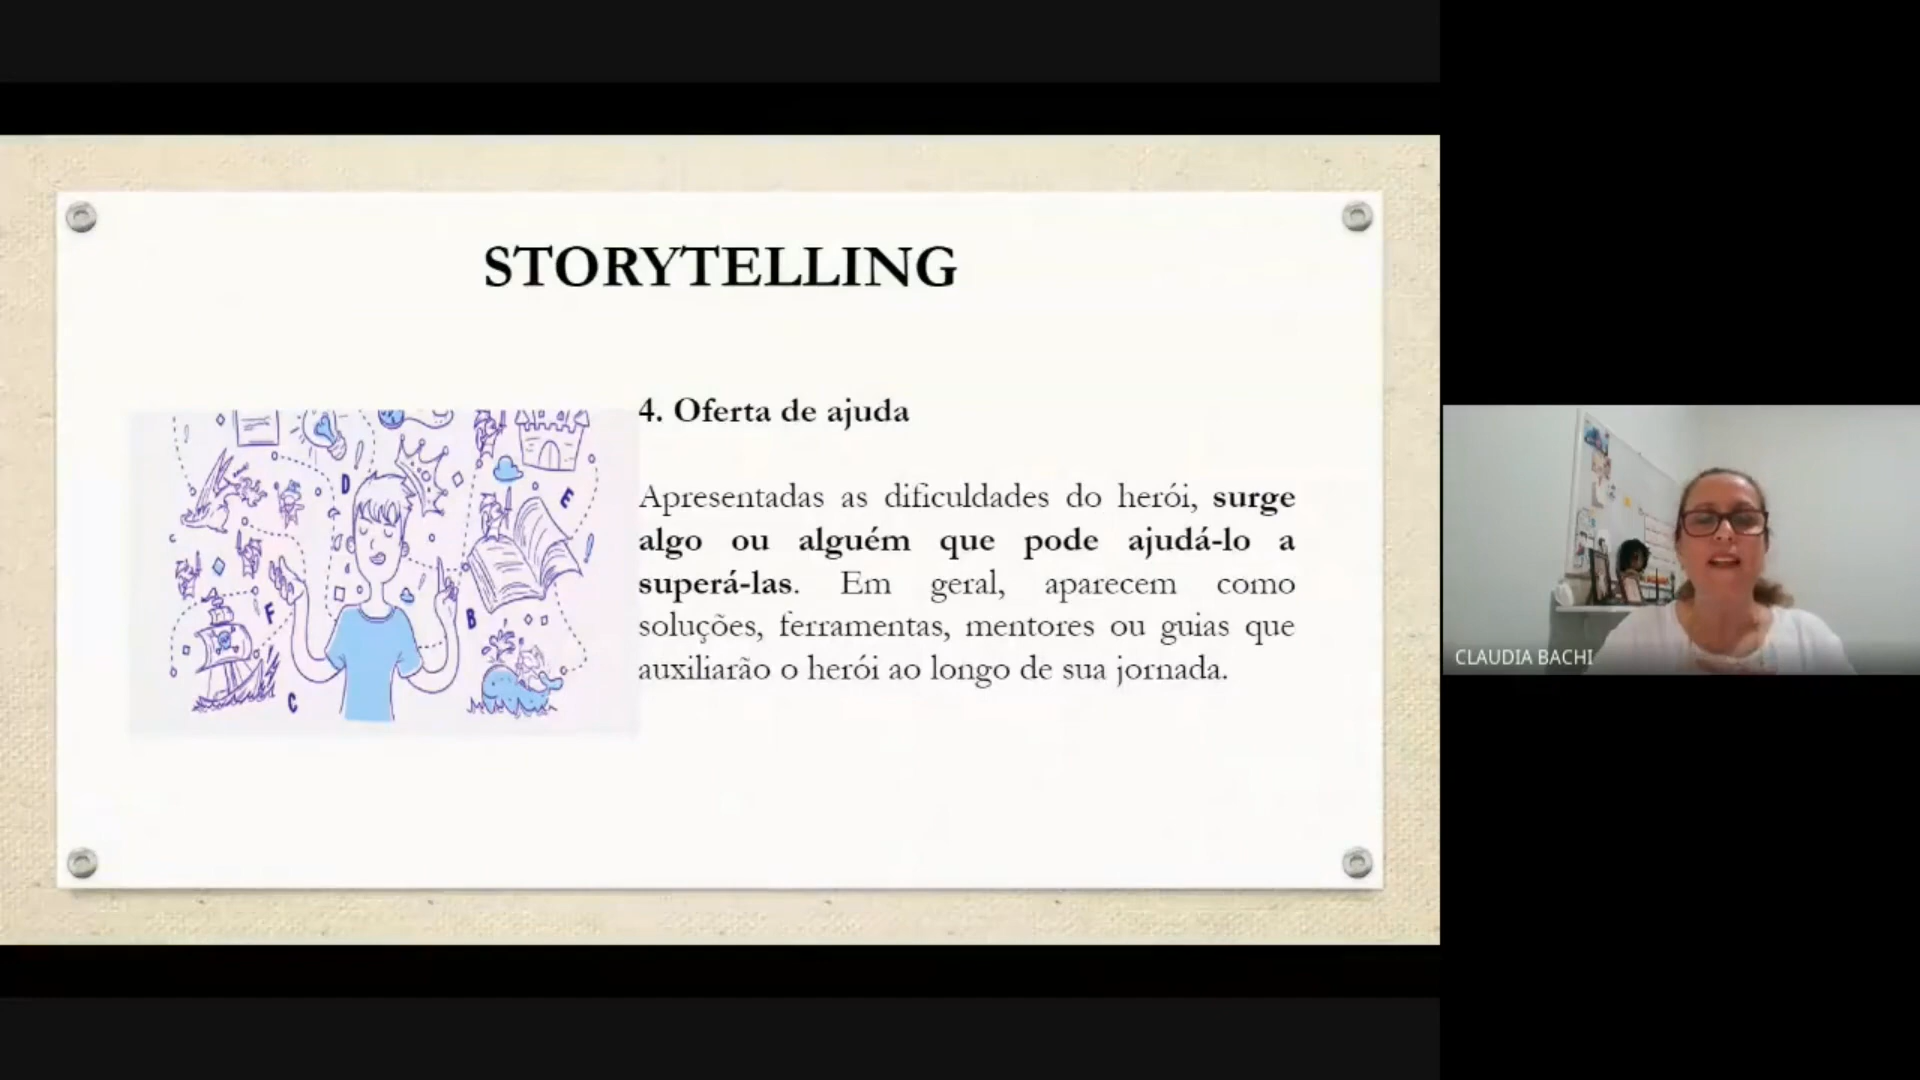 STORYTELLING
4. Oferta de ajuda
Apresentadas as dificuldades do herói, surge
algo ou alguém que pode ajudá-lo a
superá-las. Em geral, aparecem como
soluções, ferramentas, mentores ou guias que
auxiliarão o herói ao longo de sua jornada.
D
E
F
B
C
CLAUDIA BACHI